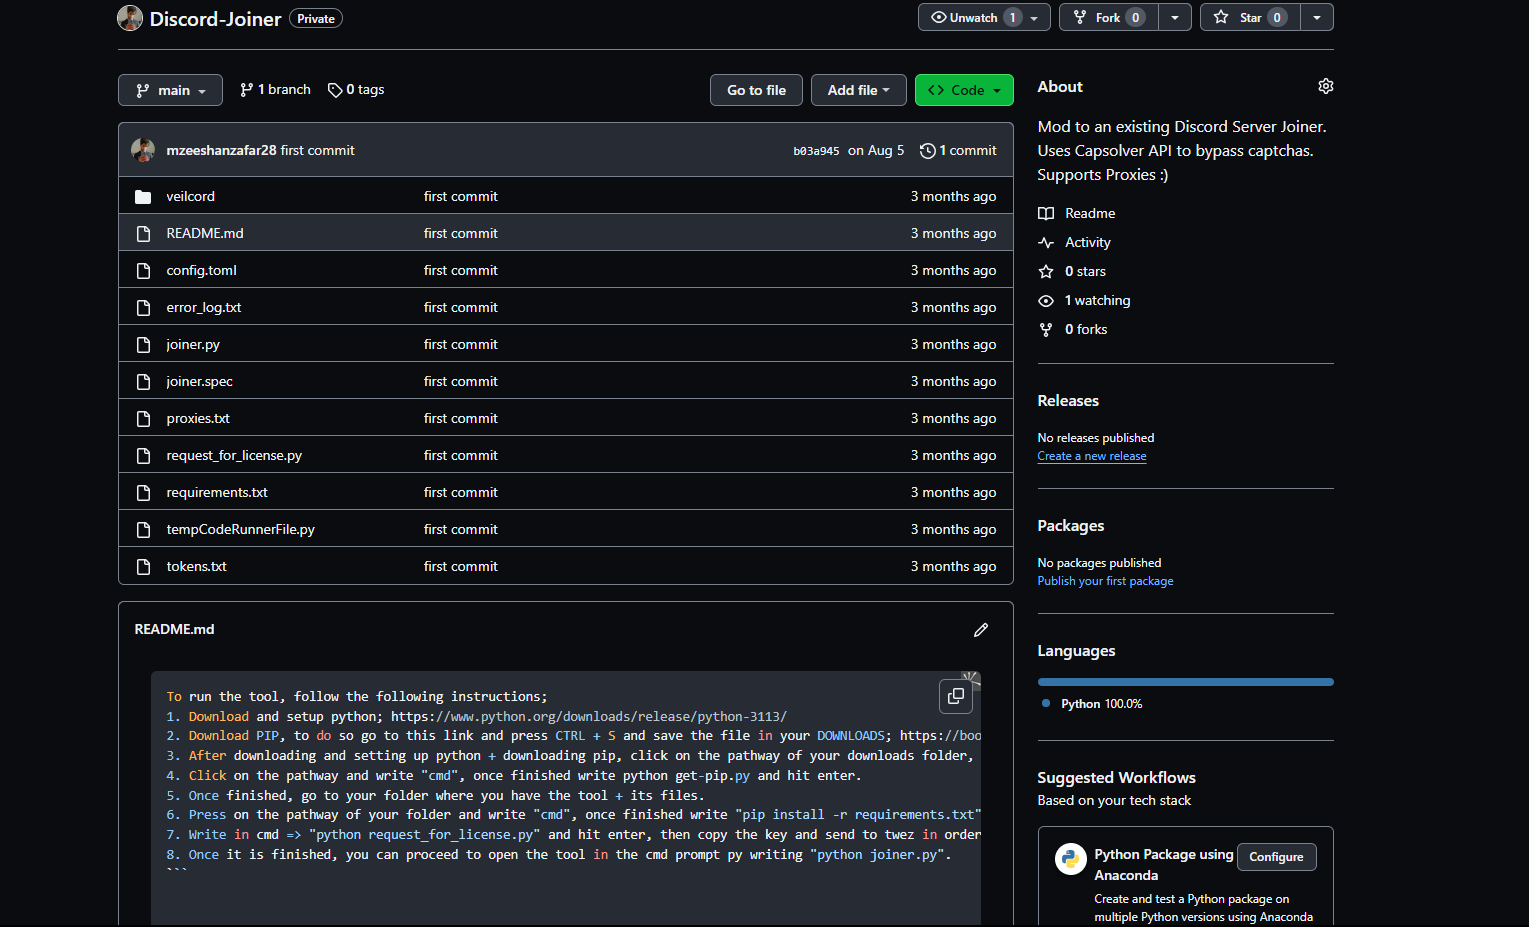 Discord-Joiner Private
Unwatch 1
Fork 0
Star 0
main
1 branch
0 tags
Go to file
Add file
Code
mzeeshanzafar28 first commit
b03a945 on Aug 5
1 commit
veilcord first commit 3 months ago
README.md first commit 3 months ago
config.toml first commit 3 months ago
error_log.txt first commit 3 months ago
joiner.py first commit 3 months ago
joiner.spec first commit 3 months ago
proxies.txt first commit 3 months ago
request_for_license.py first commit 3 months ago
requirements.txt first commit 3 months ago
tempCodeRunnerFile.py first commit 3 months ago
tokens.txt first commit 3 months ago
README.md
To run the tool, follow the following instructions;
1. Download and setup python; https://www.python.org/downloads/release/python-3113/
2. Download PIP, to do so go to this link and press CTRL + S and save the file in your DOWNLOADS; https://boo
3. After downloading and setting up python + downloading pip, click on the pathway of your downloads folder,
4. Click on the pathway and write "cmd", once finished write python get-pip.py and hit enter.
5. Once finished, go to your folder where you have the tool + its files.
6. Press on the pathway of your folder and write "cmd", once finished write "pip install -r requirements.txt"
7. Write in cmd => "python request_for_license.py" and hit enter, then copy the key and send to twez in order
8. Once it is finished, you can proceed to open the tool in the cmd prompt py writing "python joiner.py".
```
About
Mod to an existing Discord Server Joiner.
Uses Capsolver API to bypass captchas.
Supports Proxies :)
Readme
Activity
0 stars
1 watching
0 forks
Releases
No releases published
Create a new release
Packages
No packages published
Publish your first package
Languages
Python 100.0%
Suggested Workflows
Based on your tech stack
Python Package using
Anaconda
Configure
Create and test a Python package on
multiple Python versions using Anaconda